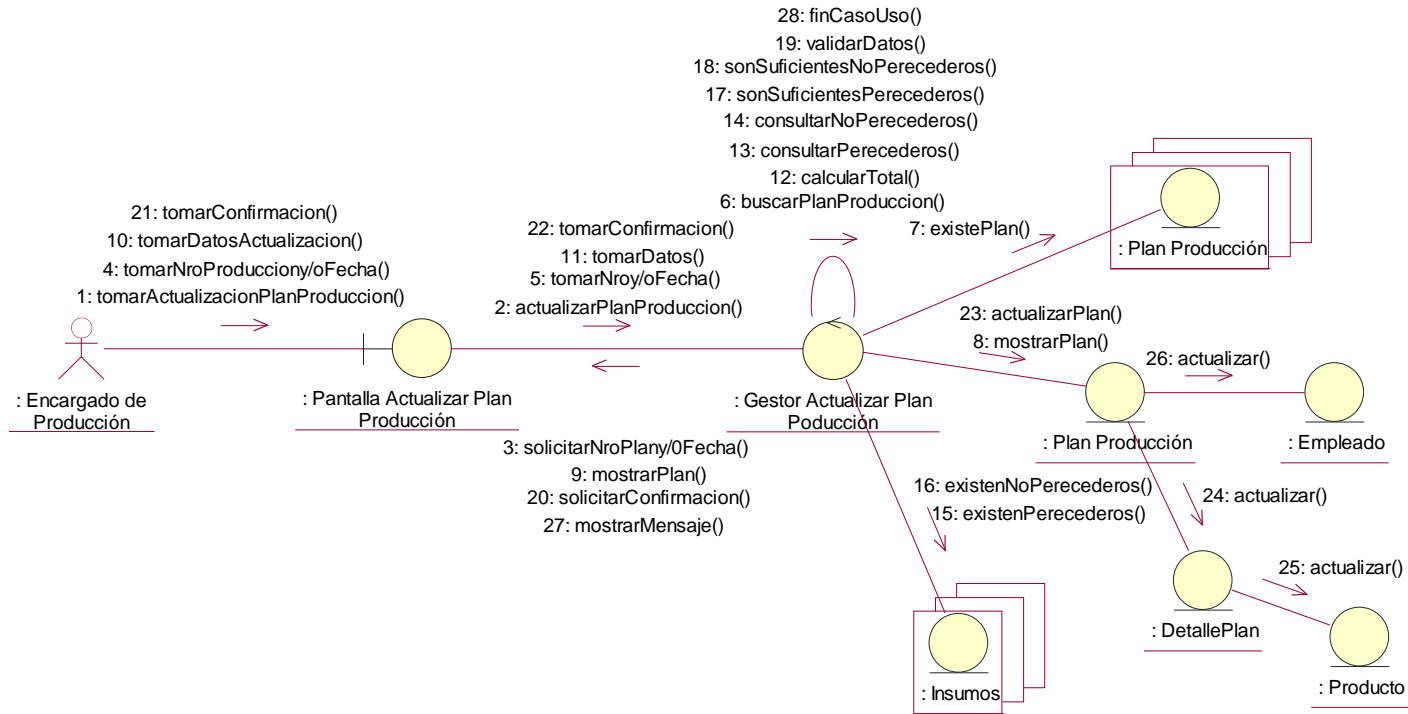 28: finCasoUso()
19: validarDatos()
18: sonSuficientesNoPerecederos()
17: sonSuficientesPerecederos()
14: consultarNoPerecederos()
13: consultarPerecederos()
12: calcularTotal()
6: buscarPlanProduccion()
21: tomarConfirmacion()
10: tomarDatosActualizacion()
4: tomarNroProducciony/oFecha()
1: tomarActualizacionPlanProduccion()
22: tomarConfirmacion()
11: tomarDatos()
5: tomarNroy/oFecha()
2: actualizarPlanProduccion()
7: existePlan()
: Plan Producción
23: actualizarPlan()
8: mostrarPlan()
26: actualizar()
: Encargado de
Producción
: Pantalla Actualizar Plan
Producción
: Gestor Actualizar Plan
Poducción
: Plan Producción
: Empleado
3: solicitarNroPlany/0Fecha()
9: mostrarPlan()
20: solicitarConfirmacion()
27: mostrarMensaje()
16: existenNoPerecederos()
15: existenPerecederos()
24: actualizar()
25: actualizar()
: DetallePlan
: Insumos
: Producto